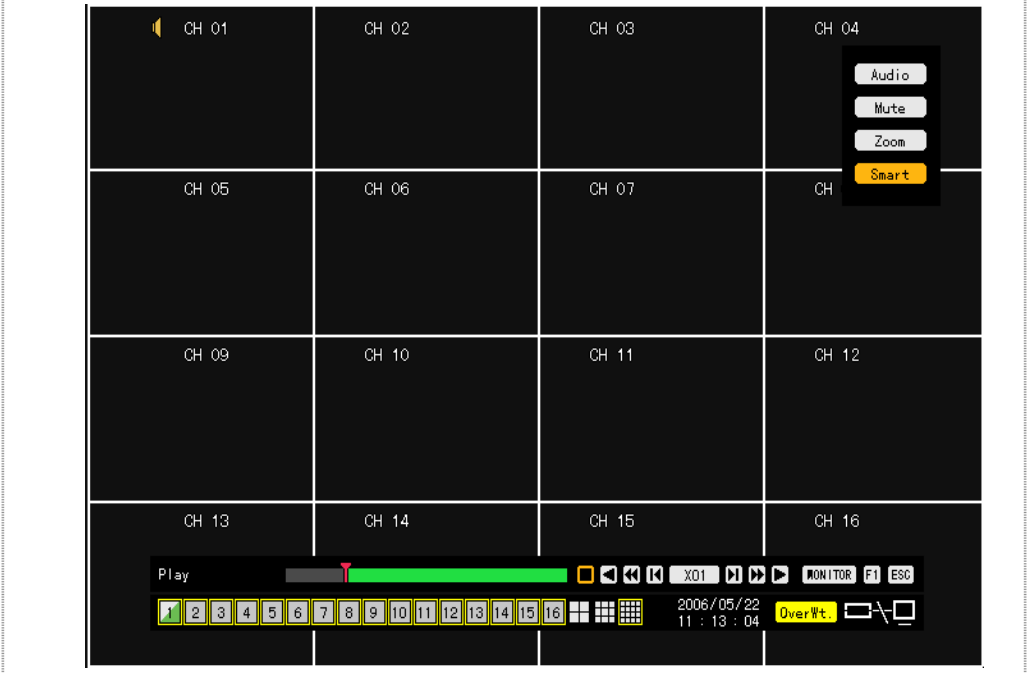 CH 01 CH 02 CH 03 CH 04
Audio
Mute
Zoom
Smart
CH 05 CH 06 CH 07 CH
CH 09 CH 10 CH 11 CH 12
CH 13 CH 14 CH 15 CH 16
Play X01 MONITOR F1 ESC
1 2 3 4 5 6 7 8 9 10 11 12 13 14 15 16 2006/05/22 OverWt.
11 : 13 : 04